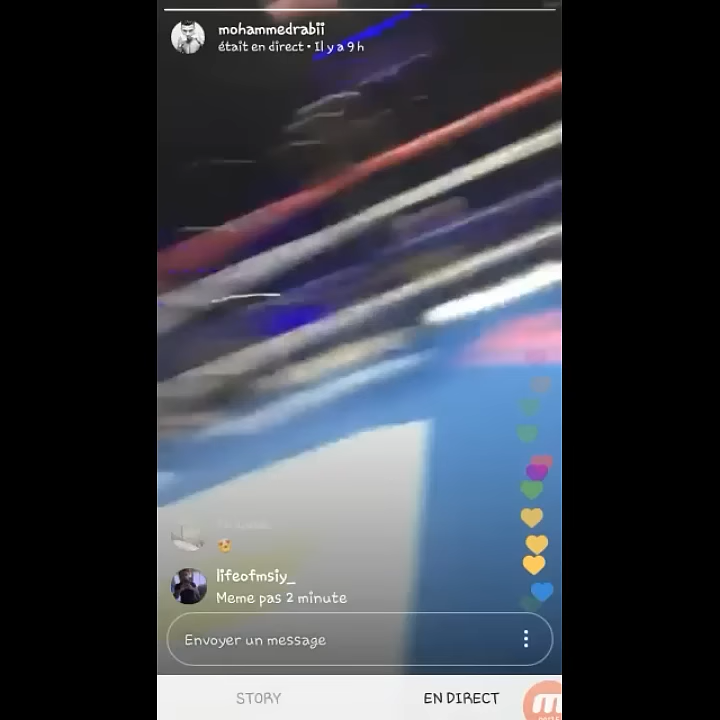 mohammedrabii
était en direct • Il y a 9 h
lifeofmsiy_
Meme pas 2 minute
Envoyer un message
STORY
EN DIRECT